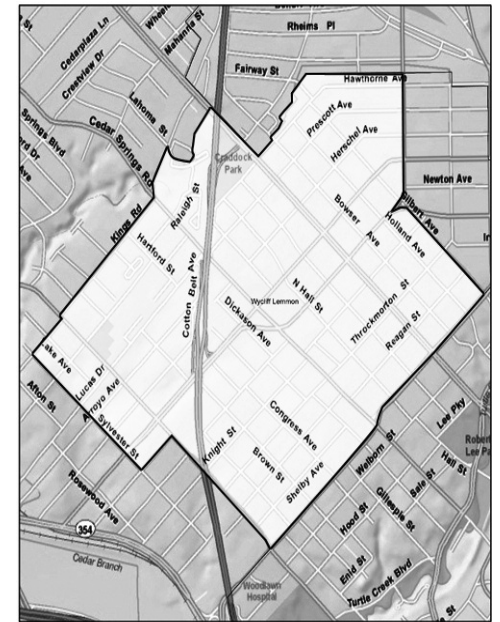 Rheims Pl
Cedarplaza Ln
Crestview Dr
Fairway St
Hawthorne Ave
Lahoma St
Prescott Ave
Herschel Ave
Springs Blvd
Cedar Springs Rd
Craddock
Park
Newton Ave
Raleigh St
Kings Rd
Bowser Ave
Gilbert Ave
Holland Ave
Hartford St
Cotton Belt Ave
N Hall St
Wycliff Lemmon
Dickason Ave
Throckmorton St
Reagan St
Lake Ave
Lucas Dr
Arroyo Ave
Afton St
Sylvester St
Congress Ave
Knight St
Brown St
Shelby Ave
Welborn St
Lee Pky
Hall St
Sale St
Gillespie St
Hood St
Rosewood Ave
354
Cedar Branch
Enid St
Turtle Creek Blvd
Woodlawn
Hospital